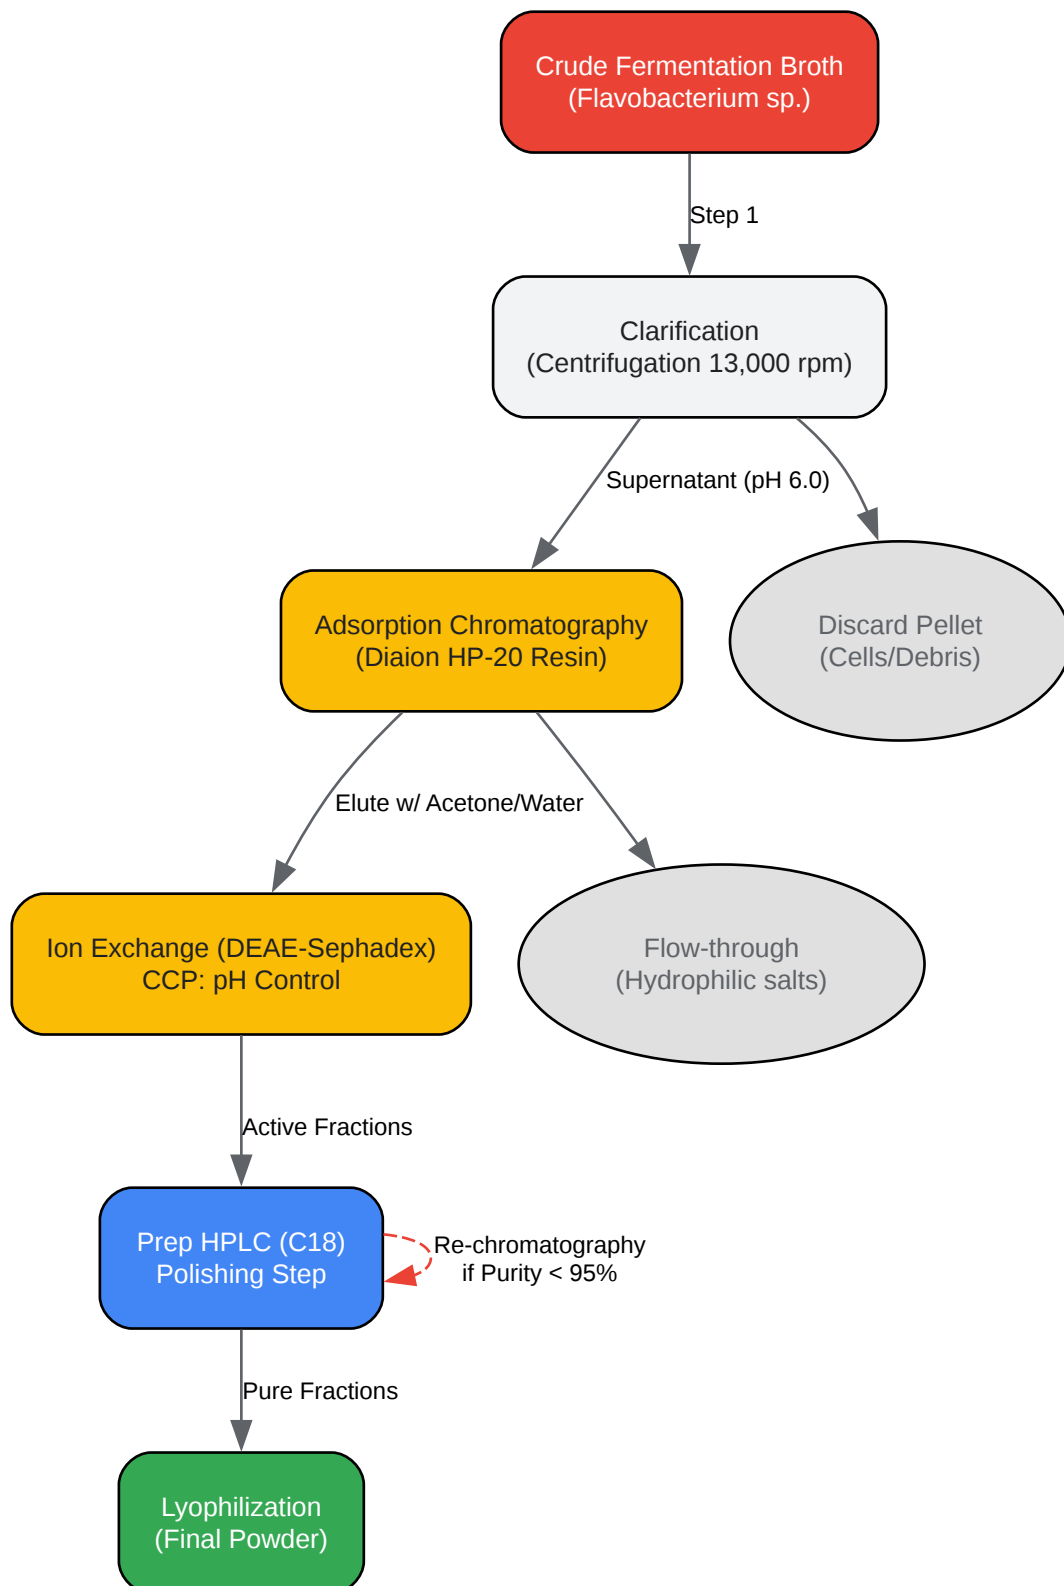 Crude Fermentation Broth
(Flavobacterium sp.)
Step 1
Clarification
(Centrifugation 13,000 rpm)
Supernatant (pH 6.0)
Adsorption Chromatography
(Diaion HP-20 Resin)
Discard Pellet
(Cells/Debris)
Elute w/ Acetone/Water
Ion Exchange (DEAE-Sephadex)
CCP: pH Control
Flow-through
(Hydrophilic salts)
Active Fractions
Prep HPLC (C18)
Polishing Step
Re-chromatography
if Purity < 95%
Pure Fractions
Lyophilization
(Final Powder)